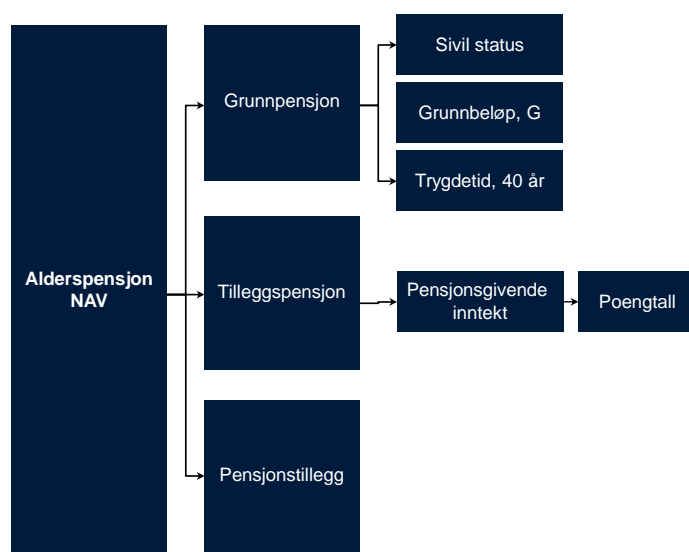 Alderspensjon
NAV
Grunnpensjon
Sivil status
Grunnbeløp, G
Trygdetid, 40 år
Tilleggspensjon
Pensjonsgivende
inntekt
Poengtall
Pensjonstillegg